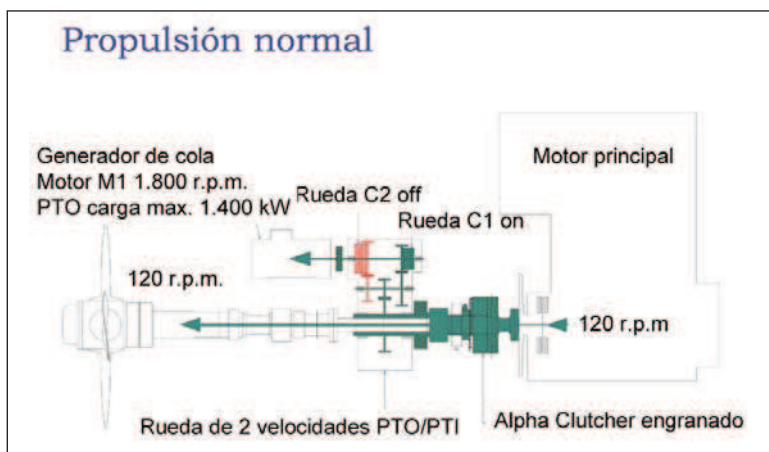 Propulsión normal
Generador de cola
Motor M1 1.800 r.p.m.
PTO carga max. 1.400 kW
Rueda C2 off
Rueda C1 on
Motor principal
120 r.p.m.
120 r.p.m
Rueda de 2 velocidades PTO/PTI
Alpha Clutcher engranado